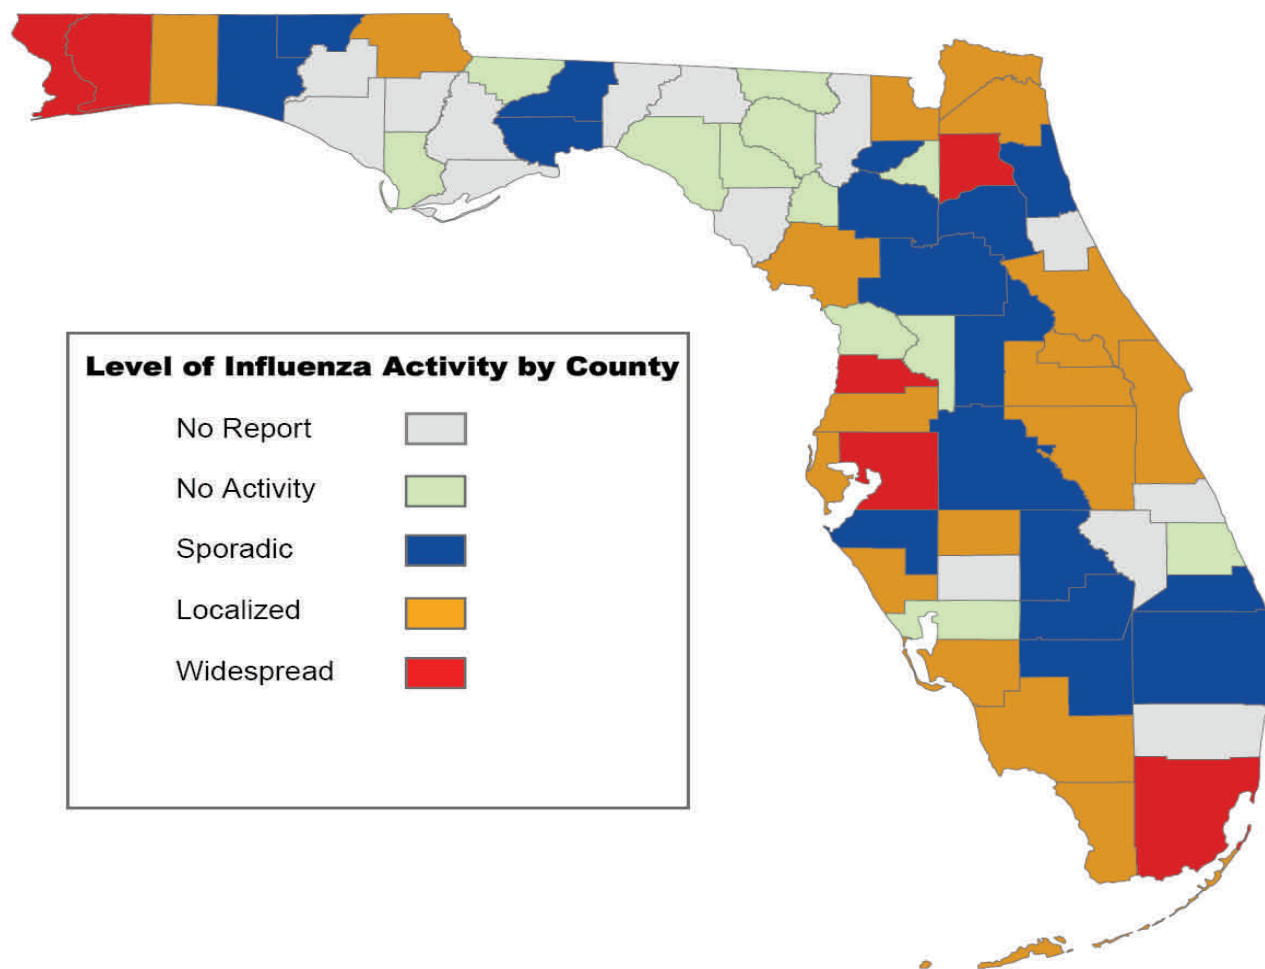 Level of Influenza Activity by County
No Report
No Activity
Sporadic
Localized
Widespread